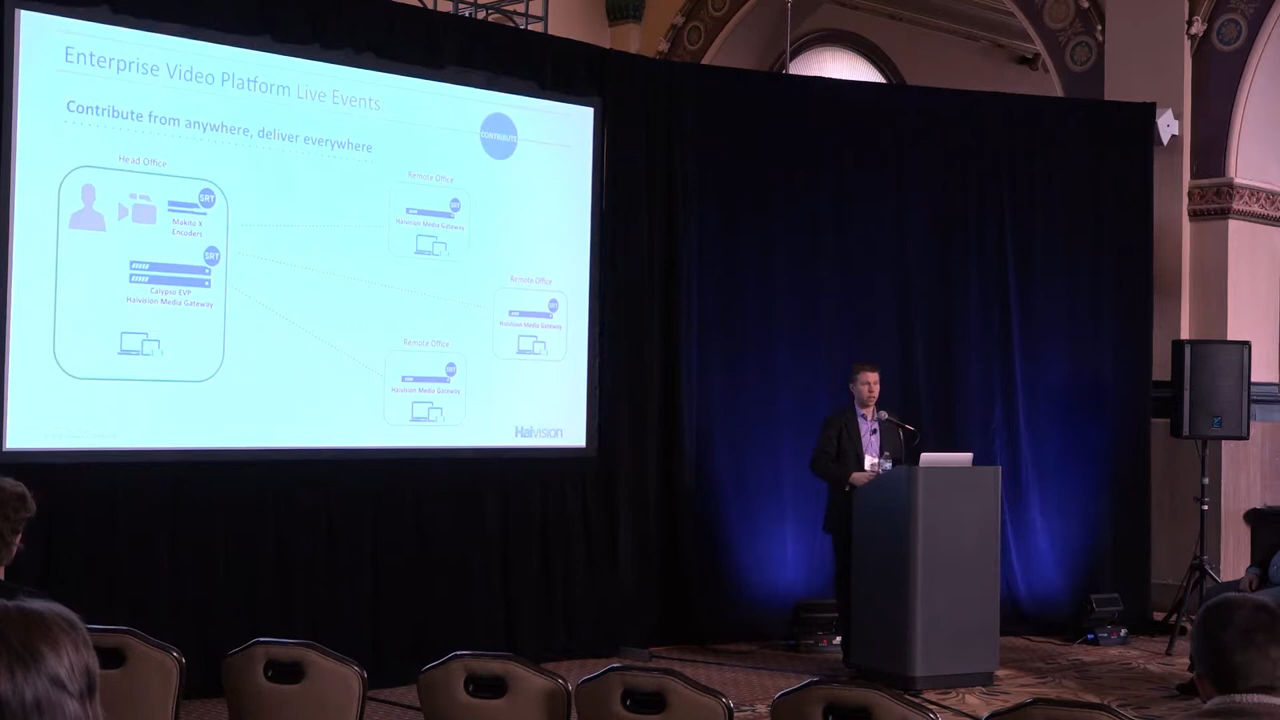 Enterprise Video Platform Live Events
Contribute from anywhere, deliver everywhere
CONTRIBUTE
Head Office
SRT
Makito X
Encoders
SRT
Calypso EVP
Haivision Media Gateway
Remote Office
SRT
Haivision Media Gateway
Remote Office
SRT
Haivision Media Gateway
Remote Office
SRT
Haivision Media Gateway
Haivision